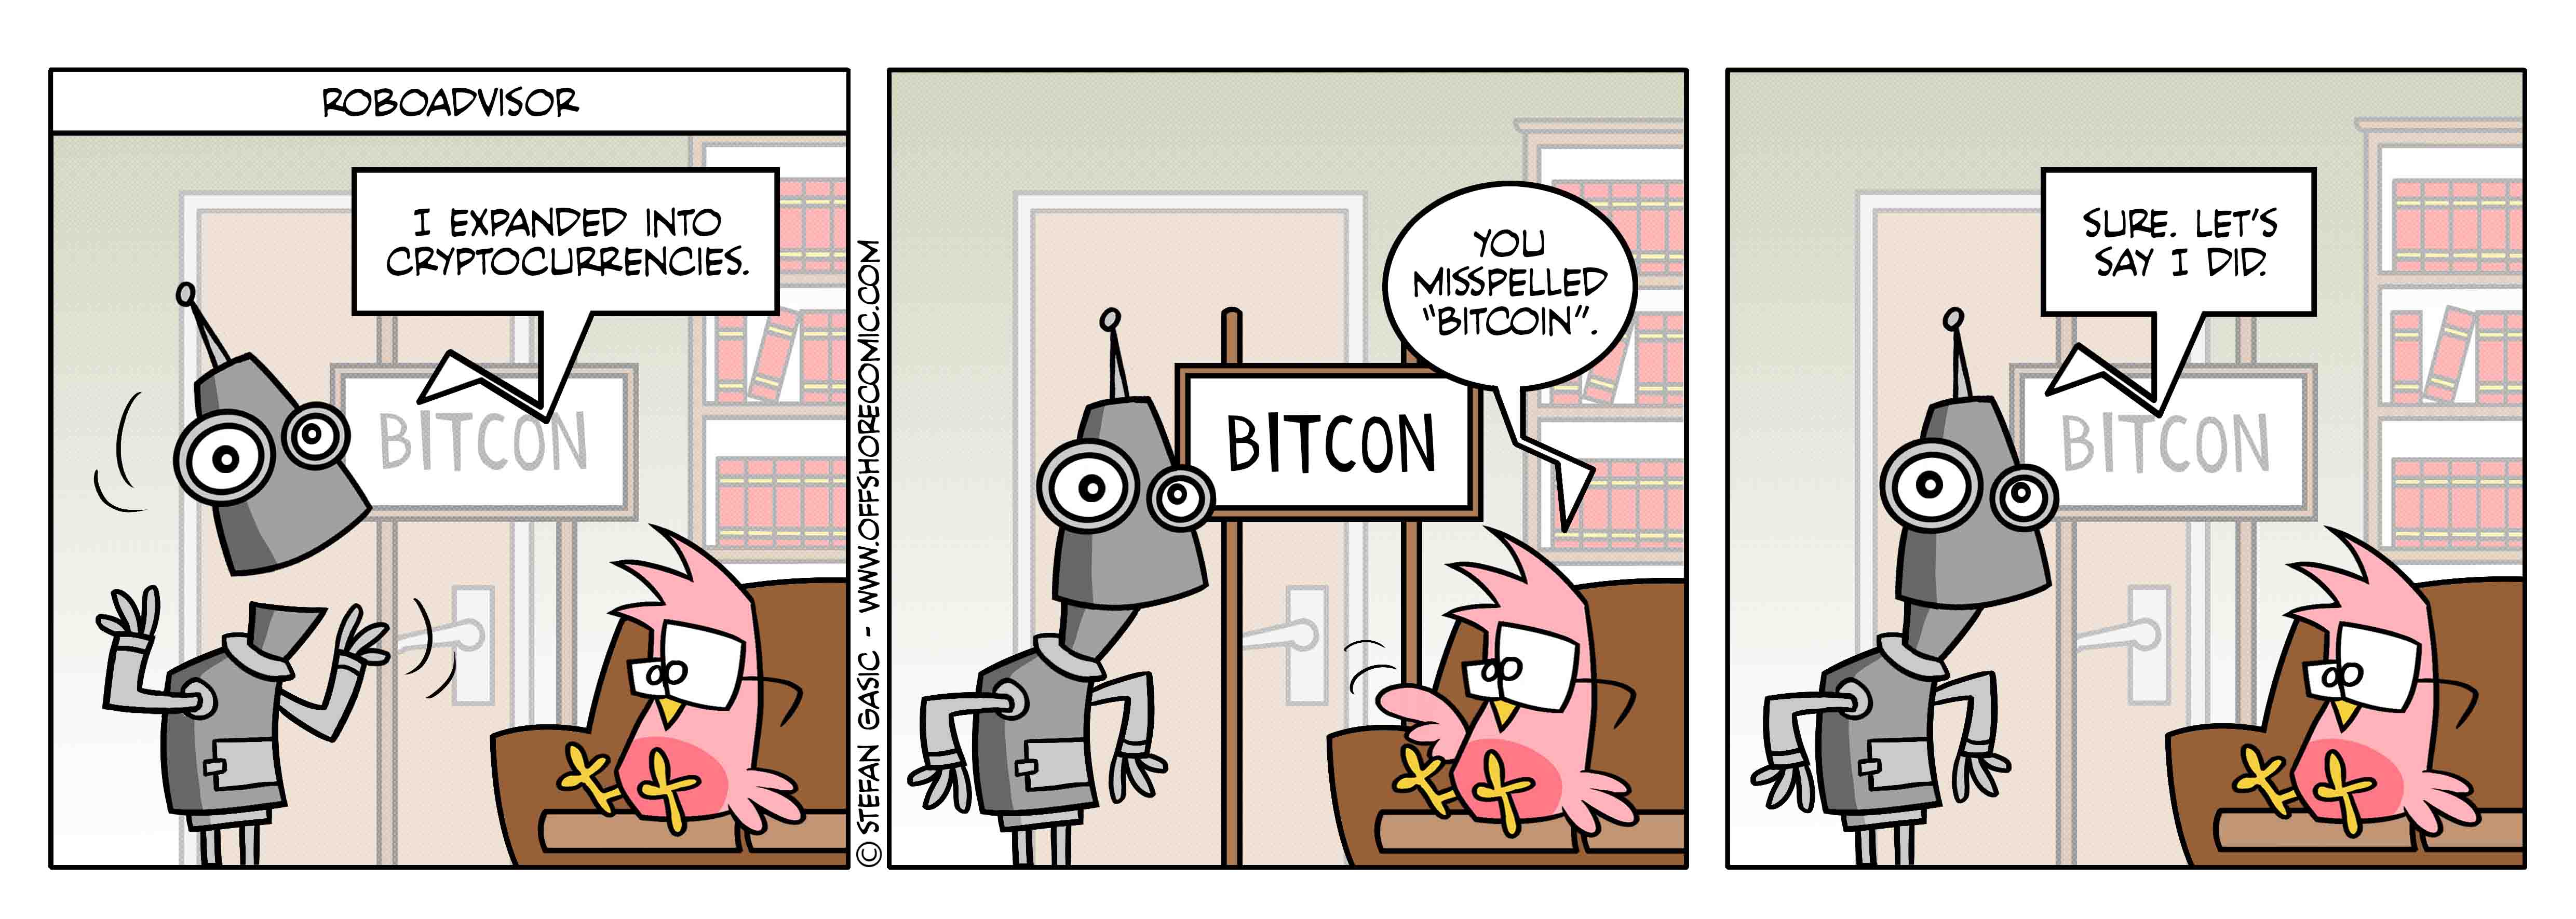 ROBOADVISOR
I EXPANDED INTO
CRYPTOCURRENCIES.
BITCON
© STEFAN GASIC - WWW.OFFSHORECOMIC.COM
YOU
MISSPELLED
"BITCOIN".
BITCON
SURE. LET'S
SAY I DID.
BITCON